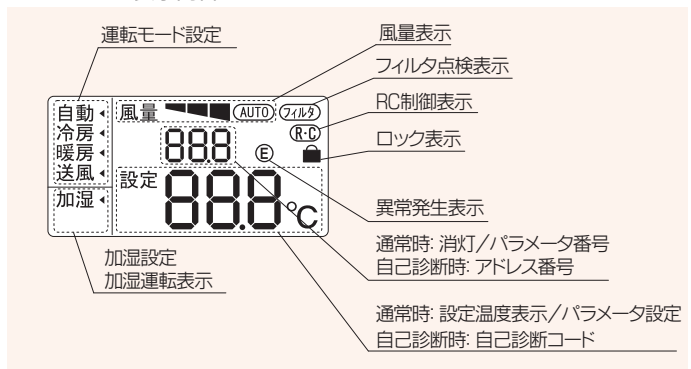 運転モード設定
風量表示
フィルタ点検表示
RC制御表示
ロック表示
自動
冷房
暖房
送風
加湿
風量
AUTO
フィルタ
R・C
88.8
E
設定
88.8℃
異常発生表示
通常時: 消灯/パラメータ番号
自己診断時: アドレス番号
加湿設定
加湿運転表示
通常時: 設定温度表示/パラメータ設定
自己診断時: 自己診断コード